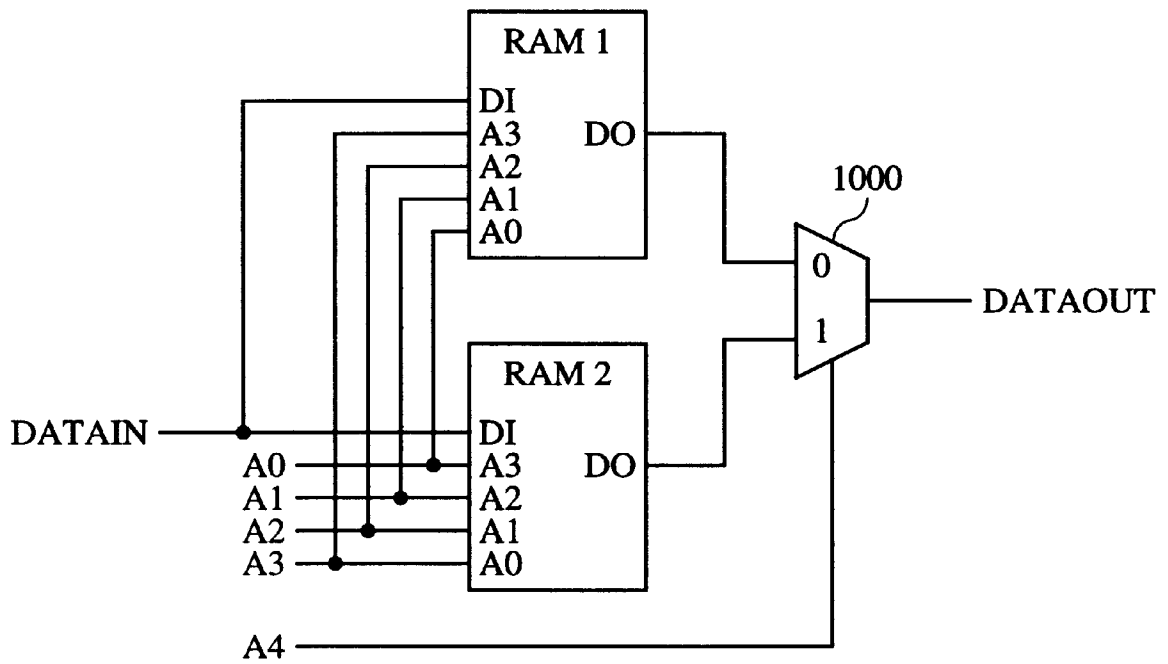 RAM 1
DI
A3
A2
A1
A0
DO
1000
0
1
DATAOUT
RAM 2
DATAIN
DI
A0
A3
DO
A1
A2
A2
A1
A3
A0
A4